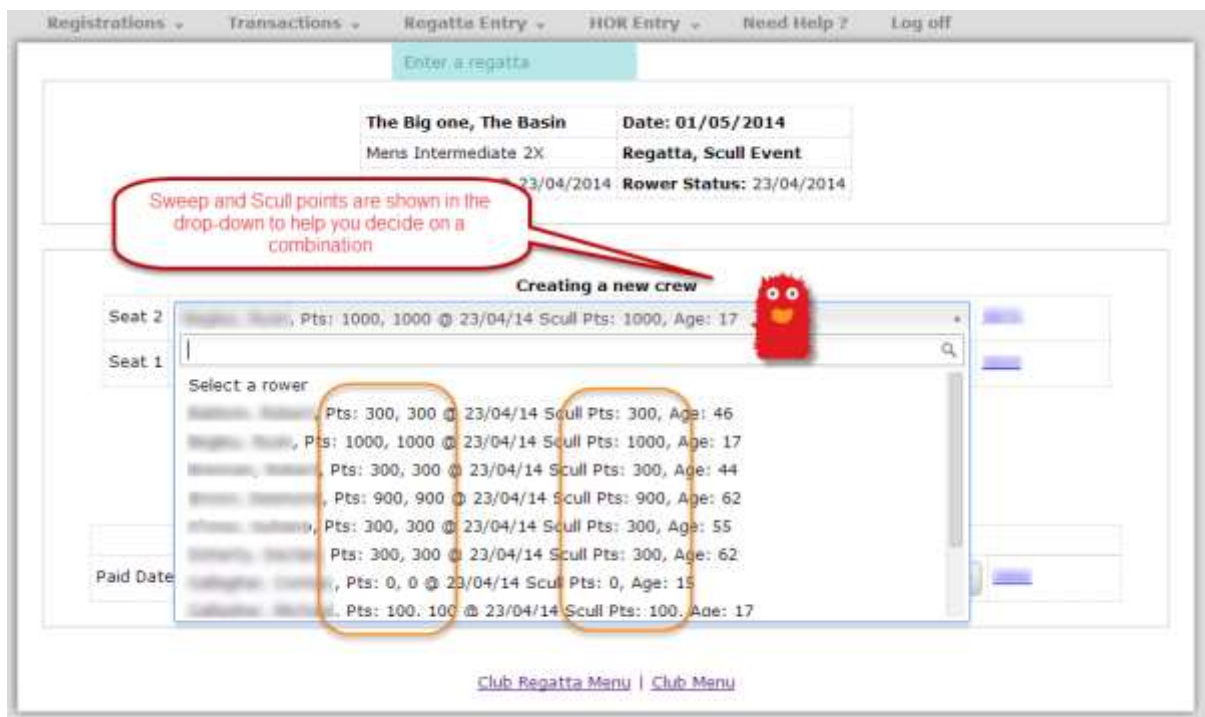 Registrations Transactions Regatta Entry HOR Entry Need Help ? Log off
Enter a regatta
The Big one, The Basin Date: 01/05/2014
Mens Intermediate 2X Regatta, Scull Event
23/04/2014 Rower Status: 23/04/2014
Sweep and Scull points are shown in the
drop-down to help you decide on a
combination
Creating a new crew
Seat 2 , Pts: 1000, 1000 @ 23/04/14 Scull Pts: 1000, Age: 17
Seat 1
Select a rower
, Pts: 300, 300 @ 23/04/14 Scull Pts: 300, Age: 46
, Pts: 1000, 1000 @ 23/04/14 Scull Pts: 1000, Age: 17
, Pts: 300, 300 @ 23/04/14 Scull Pts: 300, Age: 44
, Pts: 900, 900 @ 23/04/14 Scull Pts: 900, Age: 62
, Pts: 300, 300 @ 23/04/14 Scull Pts: 300, Age: 55
Pts: 300, 300 @ 23/04/14 Scull Pts: 300, Age: 62
Paid Date , Pts: 0, 0 @ 23/04/14 Scull Pts: 0, Age: 15
, Pts: 100, 100 @ 23/04/14 Scull Pts: 100, Age: 17
Club Regatta Menu | Club Menu